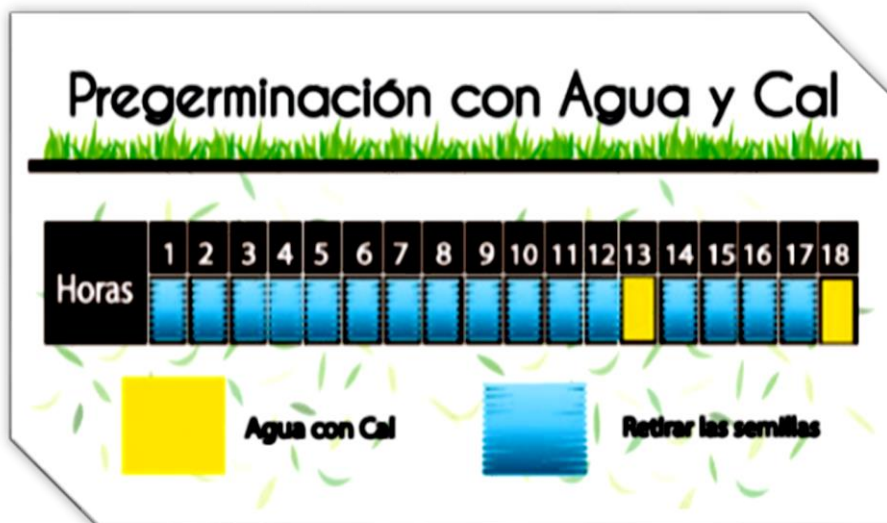 Pregerminación con Agua y Cal
Horas 1 2 3 4 5 6 7 8 9 10 11 12 13 14 15 16 17 18
Agua con Cal Retirar las semillas